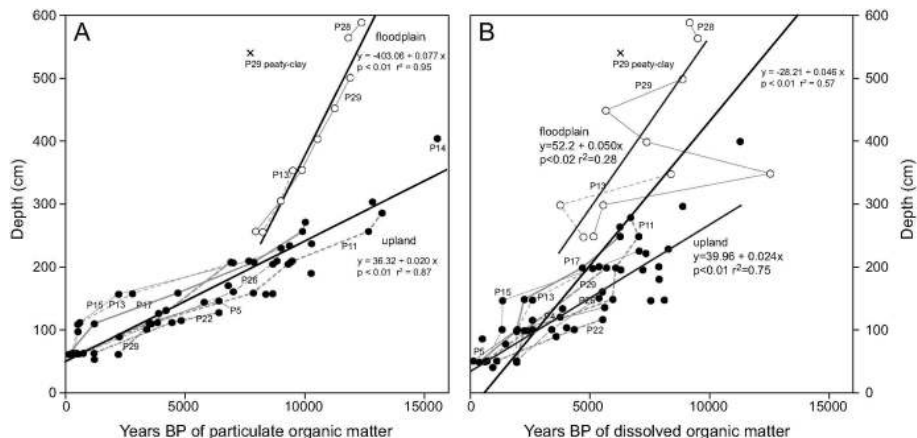 A
B
600
500
400
300
200
100
0
Depth (cm)
0
5000
10000
15000
Years BP of particulate organic matter
P28
floodplain
y = -403.06 + 0.077 x
p < 0.01 r² = 0.95
P29 peaty-clay
P29
P13
P14
P11
upland
y = 36.32 + 0.020 x
p < 0.01 r² = 0.87
P26
P15 P13 P17
P5
P22
P29
P28
P29 peaty-clay
y = -28.21 + 0.046 x
p < 0.01 r² = 0.57
P29
floodplain
y=52.2 + 0.050x
p<0.02 r²=0.28
P13
P11
P17
upland
y=39.96 + 0.024x
p<0.01 r²=0.75
P15
P13
P29
P22
P5
600
500
400
300
200
100
0
Depth (cm)
0
5000
10000
15000
Years BP of dissolved organic matter